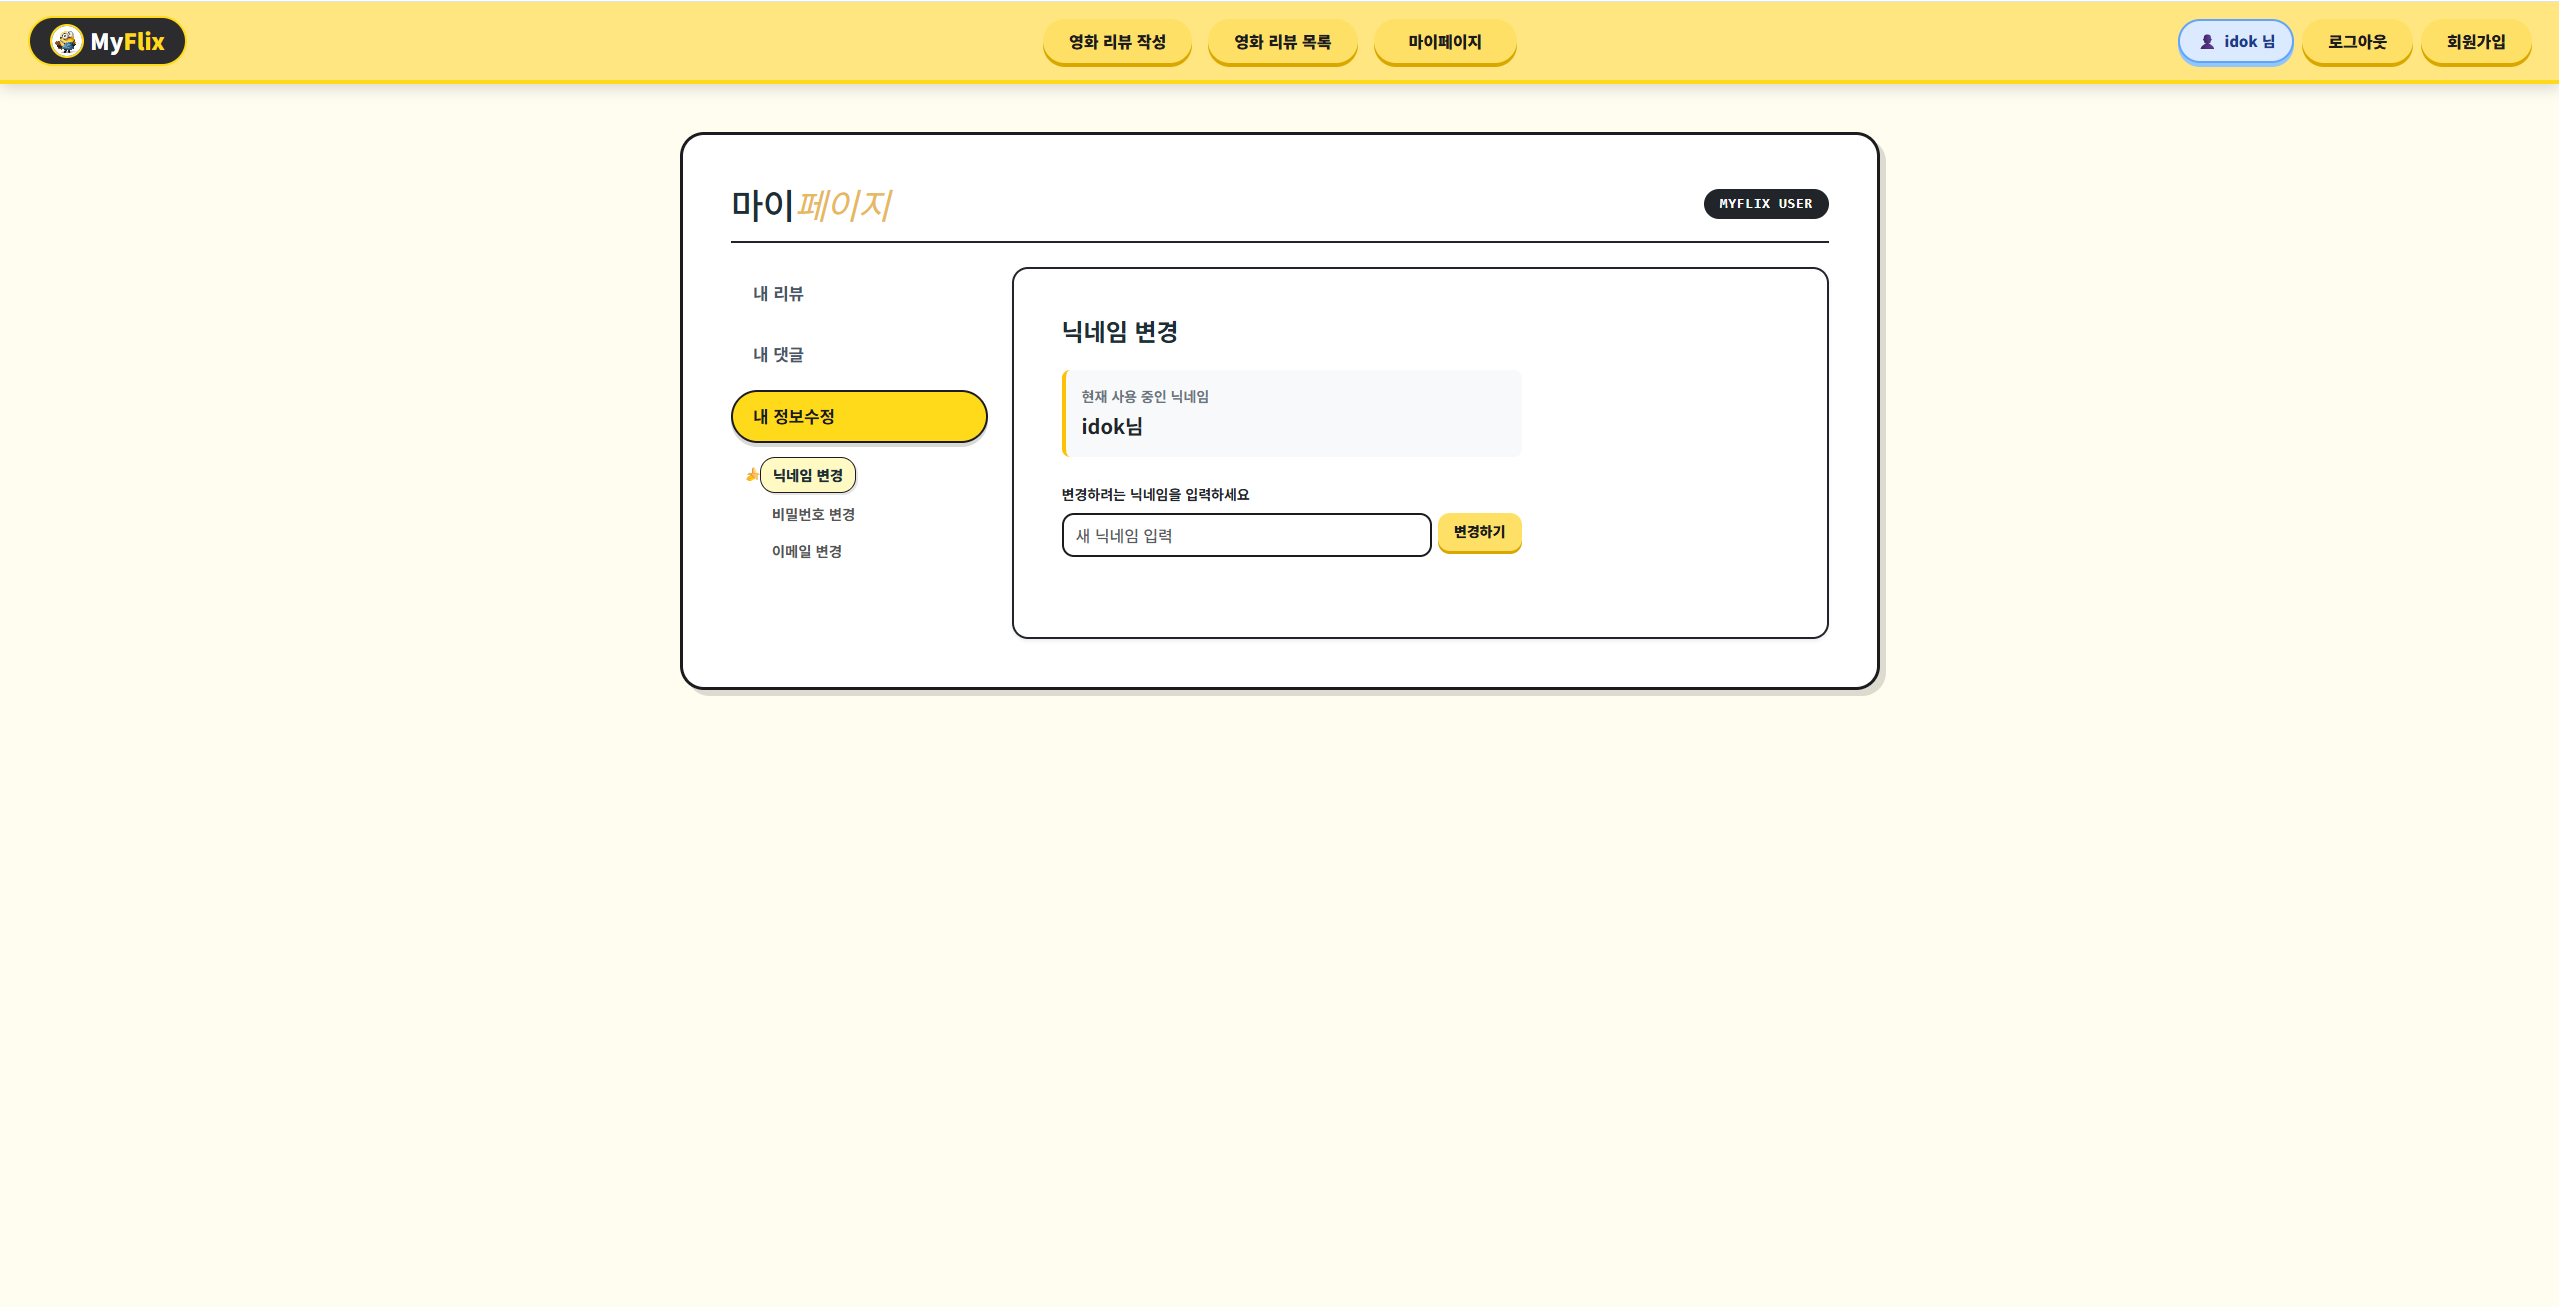 MyFlix
영화 리뷰 작성
영화 리뷰 목록
마이페이지
idok 님
로그아웃
회원가입
마이페이지
MYFLIX USER
내 리뷰
내 댓글
내 정보수정
닉네임 변경
비밀번호 변경
이메일 변경
닉네임 변경
현재 사용 중인 닉네임
idok님
변경하려는 닉네임을 입력하세요
새 닉네임 입력
변경하기